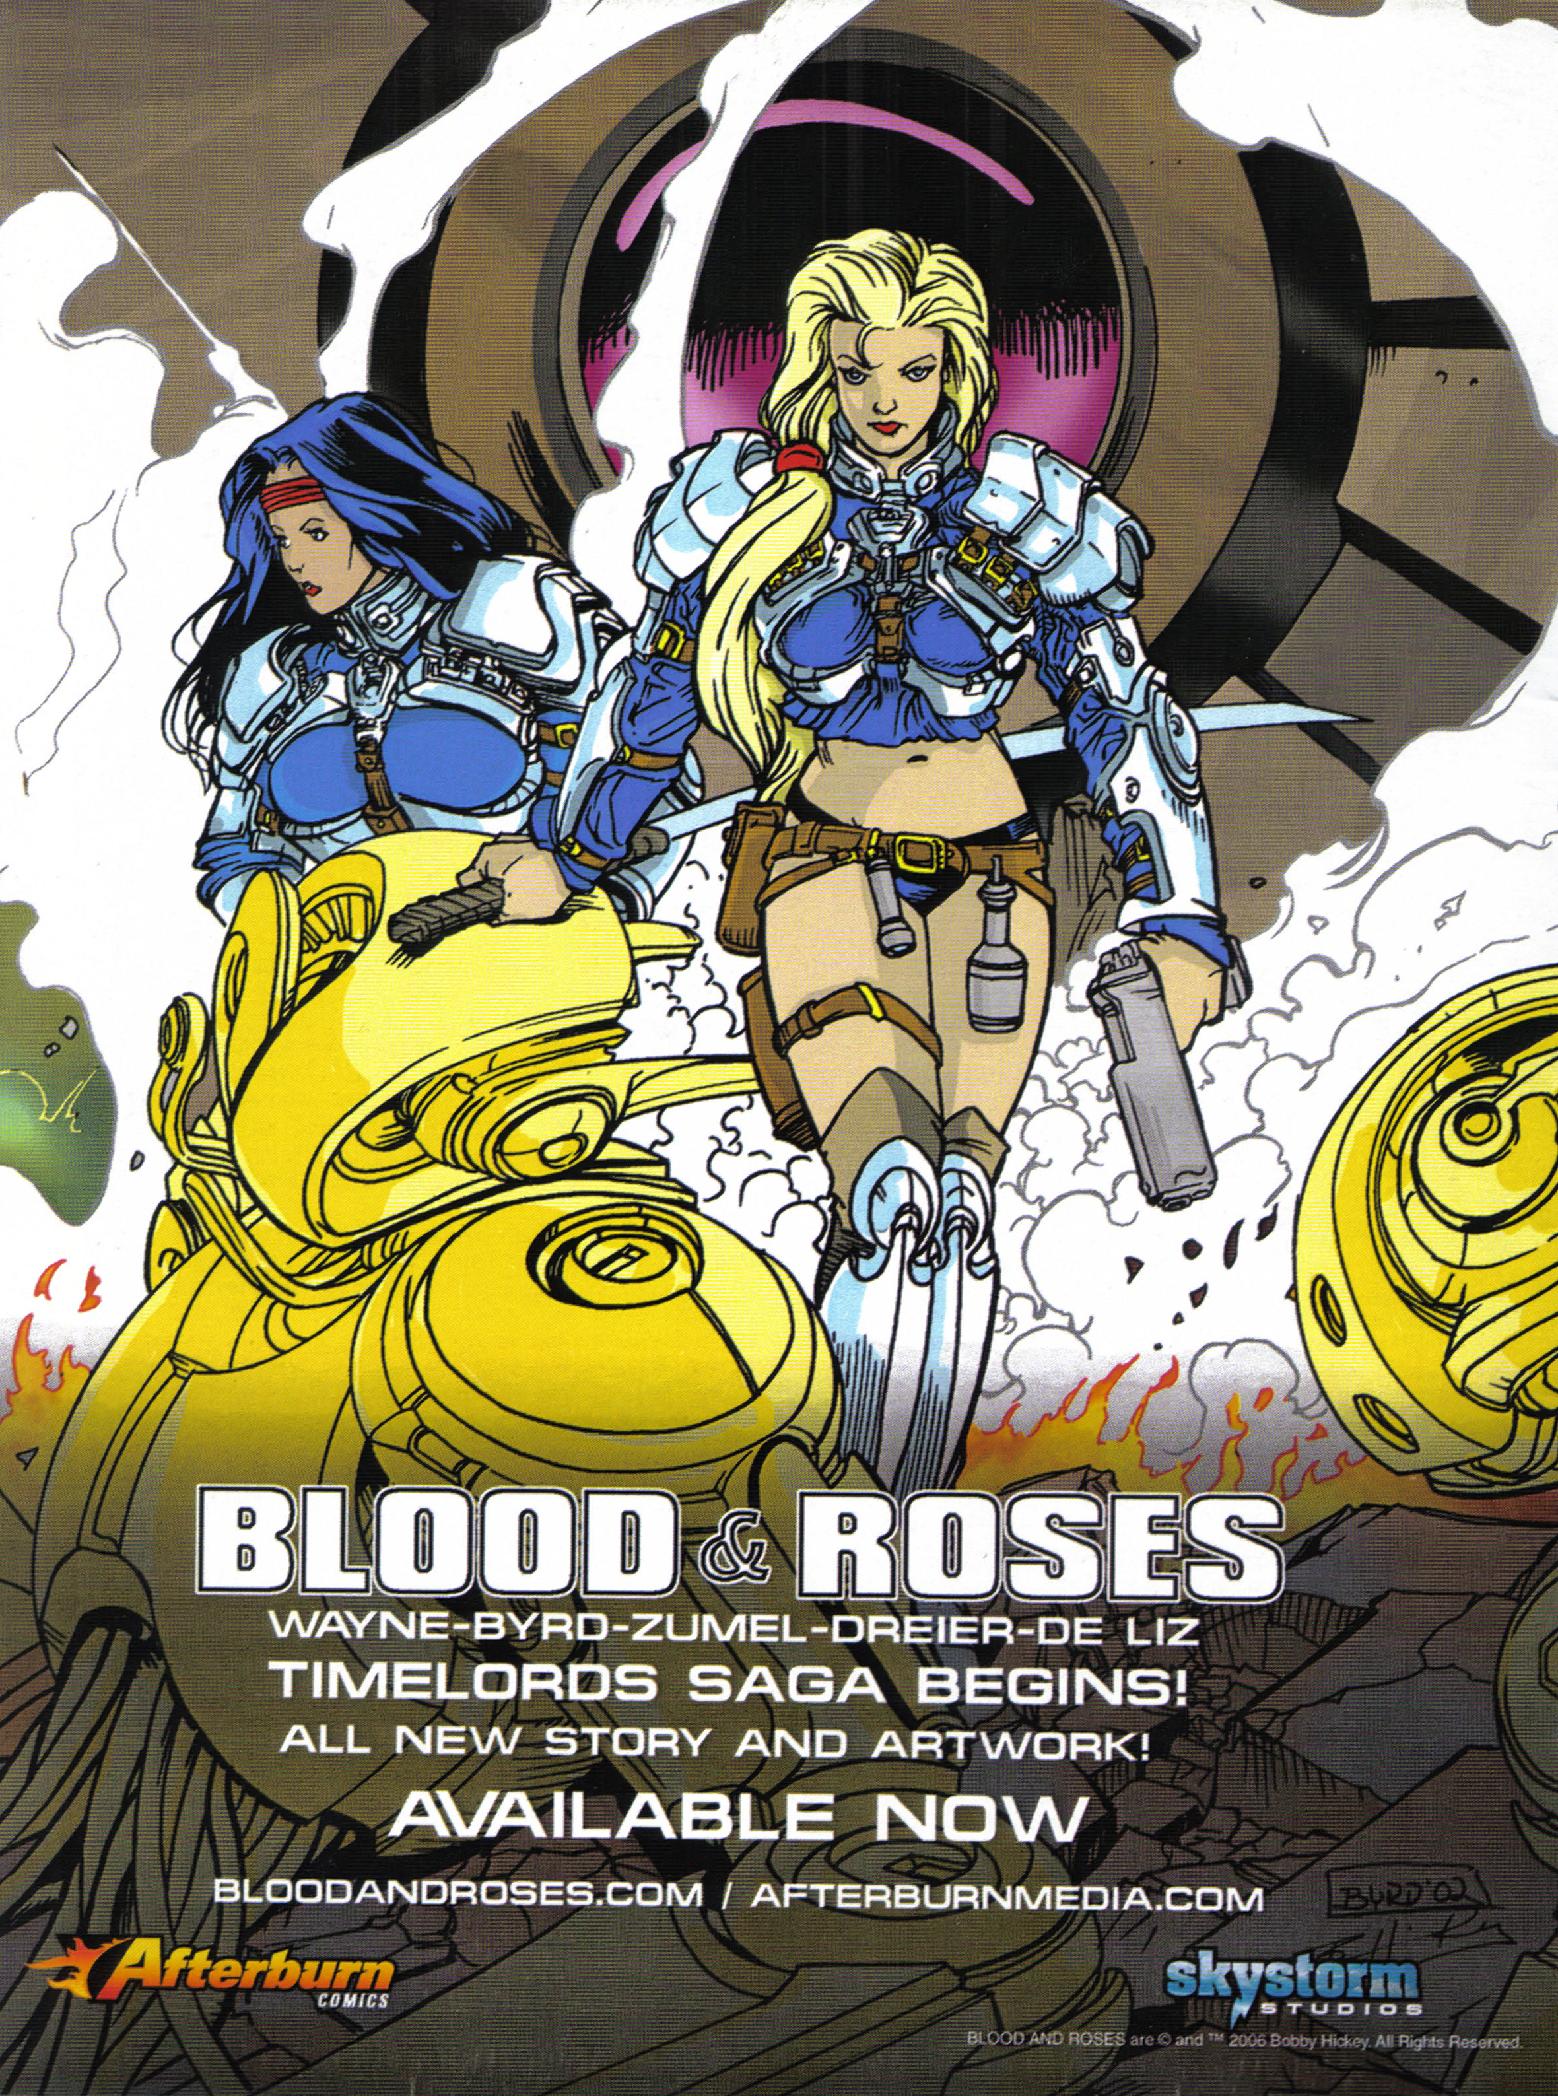 BLOOD & ROSES
WAYNE-BYRD-ZUMEL-DREIER-DE LIZ
TIMELORDS SAGA BEGINS!
ALL NEW STORY AND ARTWORK!
AVAILABLE NOW
BLOODANDROSES.COM / AFTERBURNMEDIA.COM
BYRD '02
Afterburn
COMICS
skystorm
STUDIOS
BLOOD AND ROSES are © and ™ 2006 Bobby Hickey. All Rights Reserved.